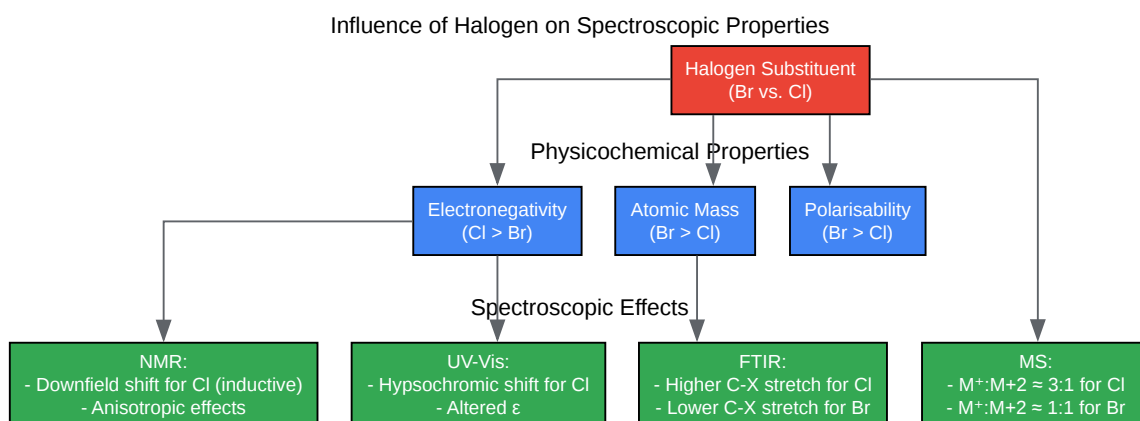 Influence of Halogen on Spectroscopic Properties
Halogen Substituent
(Br vs. Cl)
Physicochemical Properties
Electronegativity
(Cl > Br)
Atomic Mass
(Br > Cl)
Polarisability
(Br > Cl)
Spectroscopic Effects
NMR:
- Downfield shift for Cl (inductive)
- Anisotropic effects
UV-Vis:
- Hypsochromic shift for Cl
- Altered ε
FTIR:
- Higher C-X stretch for Cl
- Lower C-X stretch for Br
MS:
- M⁺:M+2 ≈ 3:1 for Cl
- M⁺:M+2 ≈ 1:1 for Br